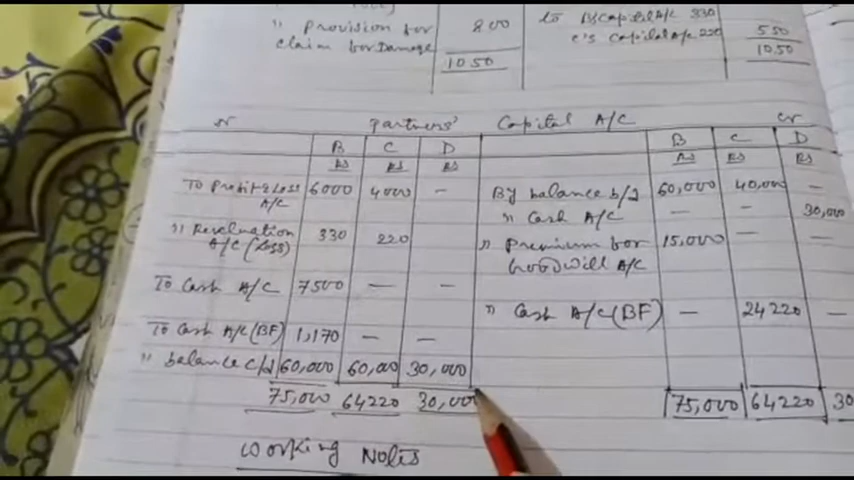 " Provision for 800 to B's capital A/C 330
claim for Damage C's capital A/C 220 550
1050 1050
Partners' Capital A/C Cr
B C D B C D
RS RS RS RS RS RS
To Profit & Loss A/C 6000 4000 – By balance b/d 60,000 40,000 –
" Cash A/C – – 30,000
" Revaluation A/C (Loss) 330 220 " Premium for Goodwill A/C 15,000 – –
To Cash A/C 7500 – –
" Cash A/C (BF) – 24220 –
To Cash A/C (BF) 1,170 – –
" balance c/d 60,000 60,000 30,000
75,000 64220 30,000 75,000 64220 30
Working Notes